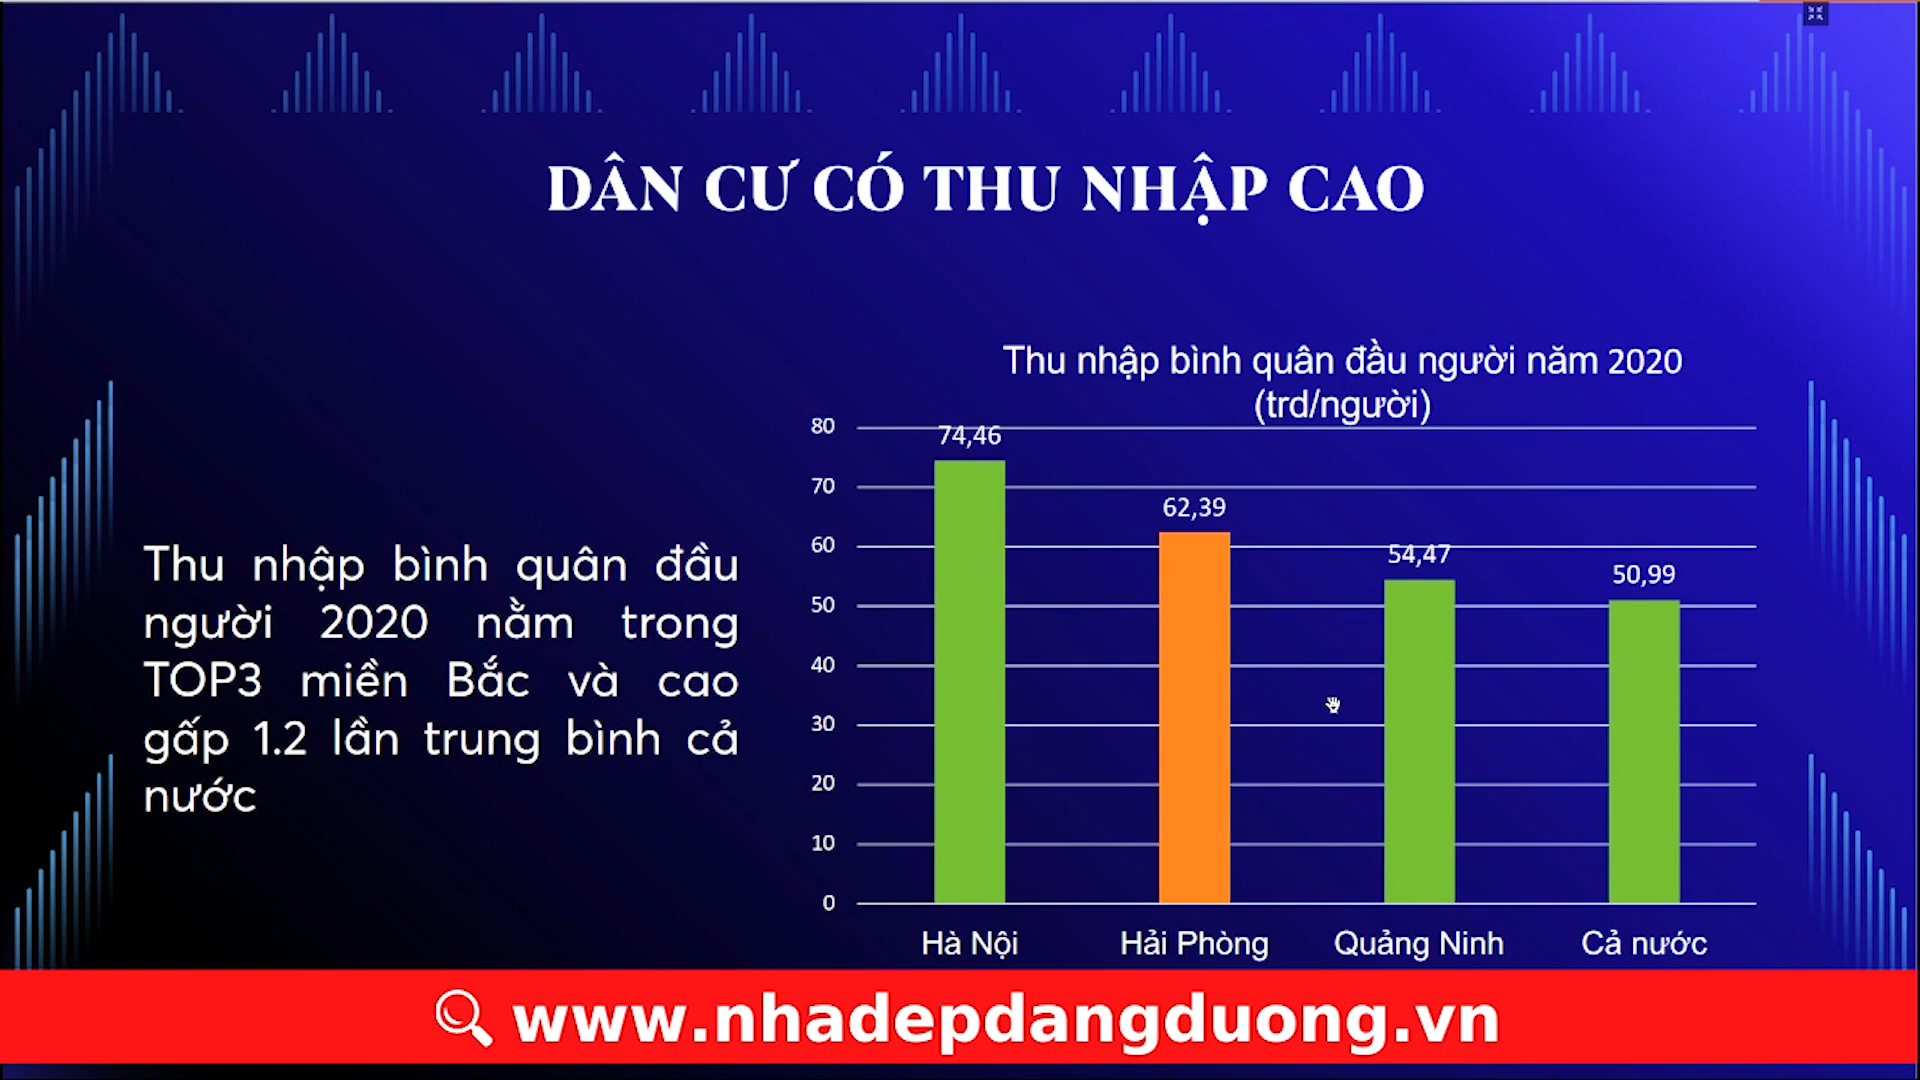 DÂN CƯ CÓ THU NHẬP CAO
Thu nhập bình quân đầu
người 2020 nằm trong
TOP3 miền Bắc và cao
gấp 1.2 lần trung bình cả
nước
Thu nhập bình quân đầu người năm 2020
(trd/người)
80
70
60
50
40
30
20
10
0
74,46
62,39
54,47
50,99
Hà Nội
Hải Phòng
Quảng Ninh
Cả nước
www.nhadepdangduong.vn